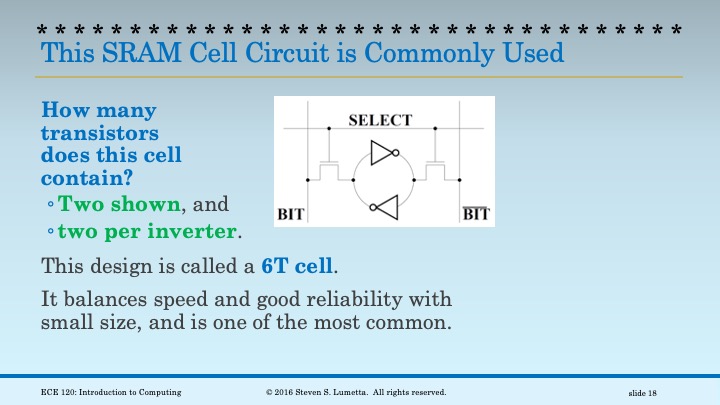 * * * * * * * * * * * * * * * * * * * * * * * * * * * * * * * * * * *
This SRAM Cell Circuit is Commonly Used
How many
transistors
does this cell
contain?
◦Two shown, and
◦two per inverter.
SELECT
BIT
B̅I̅T̅
This design is called a 6T cell.
It balances speed and good reliability with
small size, and is one of the most common.
ECE 120: Introduction to Computing
© 2016 Steven S. Lumetta. All rights reserved.
slide 18